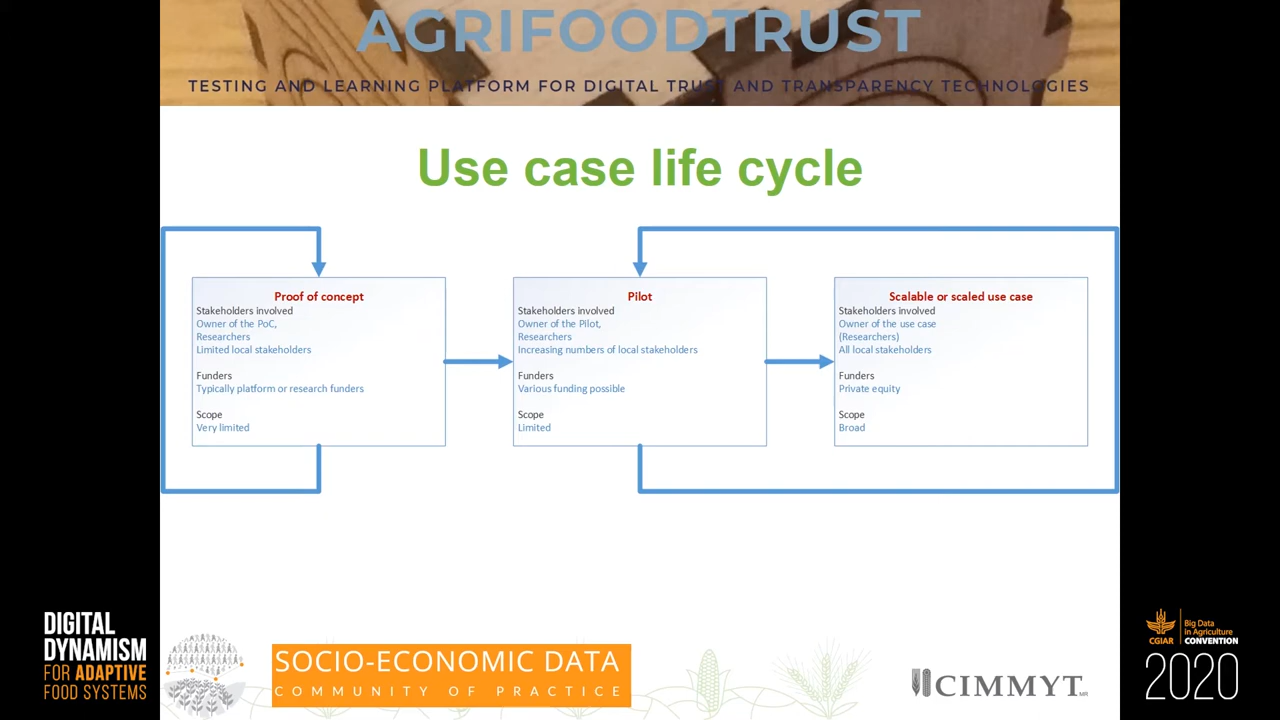 AGRIFOODTRUST
TESTING AND LEARNING PLATFORM FOR DIGITAL TRUST AND TRANSPARENCY TECHNOLOGIES
Use case life cycle
Proof of concept
Stakeholders involved
Owner of the PoC,
Researchers
Limited local stakeholders
Funders
Typically platform or research funders
Scope
Very limited
Pilot
Stakeholders involved
Owner of the Pilot,
Researchers
Increasing numbers of local stakeholders
Funders
Various funding possible
Scope
Limited
Scalable or scaled use case
Stakeholders involved
Owner of the use case
(Researchers)
All local stakeholders
Funders
Private equity
Scope
Broad
DIGITAL
DYNAMISM
FOR ADAPTIVE
FOOD SYSTEMS
SOCIO-ECONOMIC DATA
COMMUNITY OF PRACTICE
CIMMYT MR
CGIAR
Big Data
in Agriculture
CONVENTION
2020